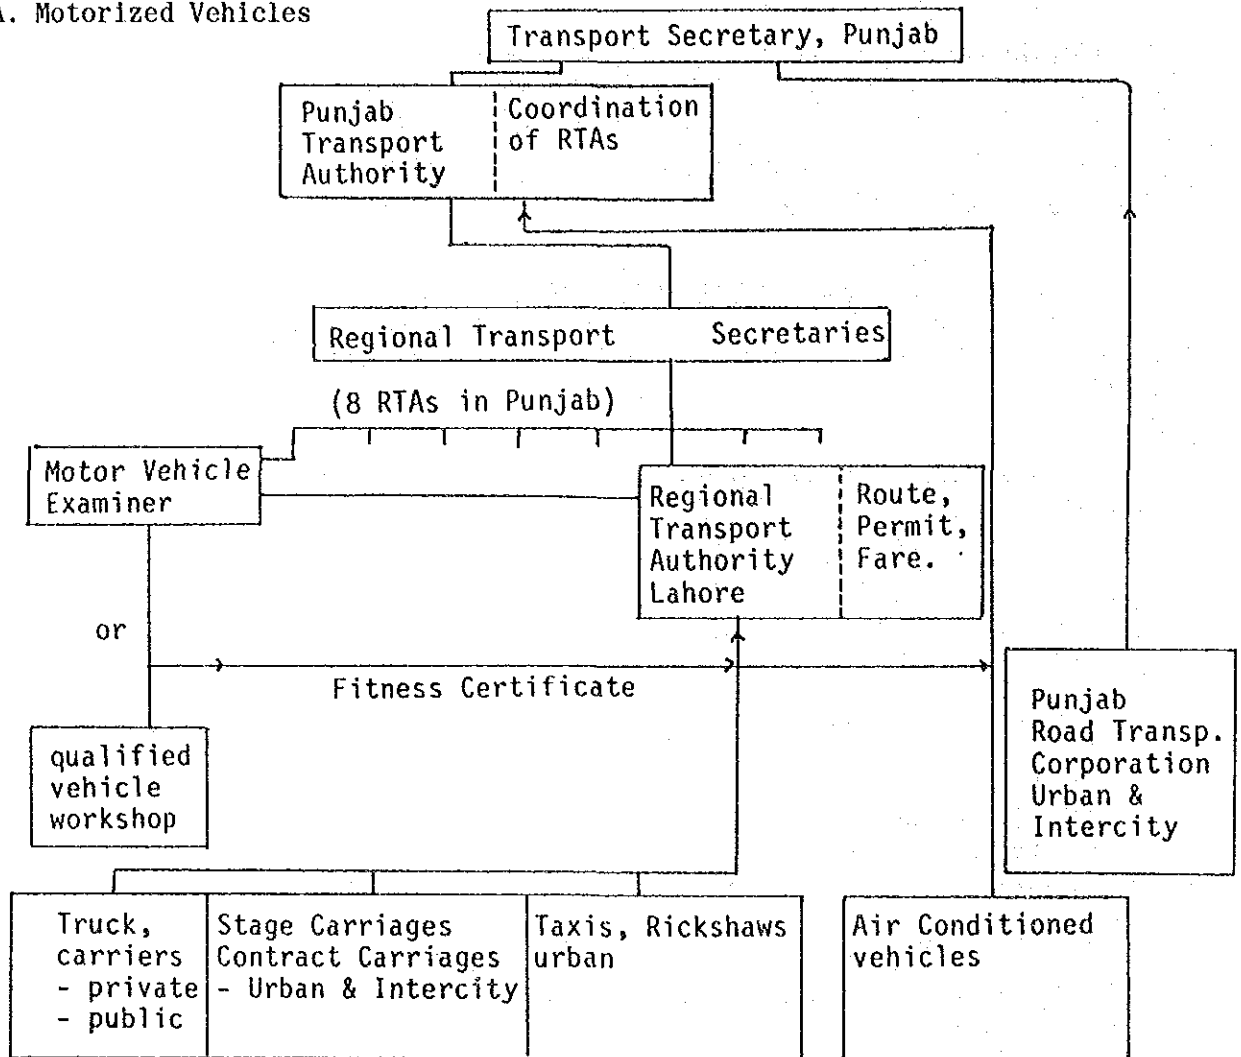 A. Motorized Vehicles
Transport Secretary, Punjab
Punjab
Transport
Authority
Coordination
of RTAs
Regional Transport Secretaries
(8 RTAs in Punjab)
Motor Vehicle
Examiner
Regional
Transport
Authority
Lahore
Route,
Permit,
Fare.
or
Fitness Certificate
qualified
vehicle
workshop
Punjab
Road Transp.
Corporation
Urban &
Intercity
Truck,
carriers
- private
- public
Stage Carriages
Contract Carriages
- Urban & Intercity
Taxis, Rickshaws
urban
Air Conditioned
vehicles